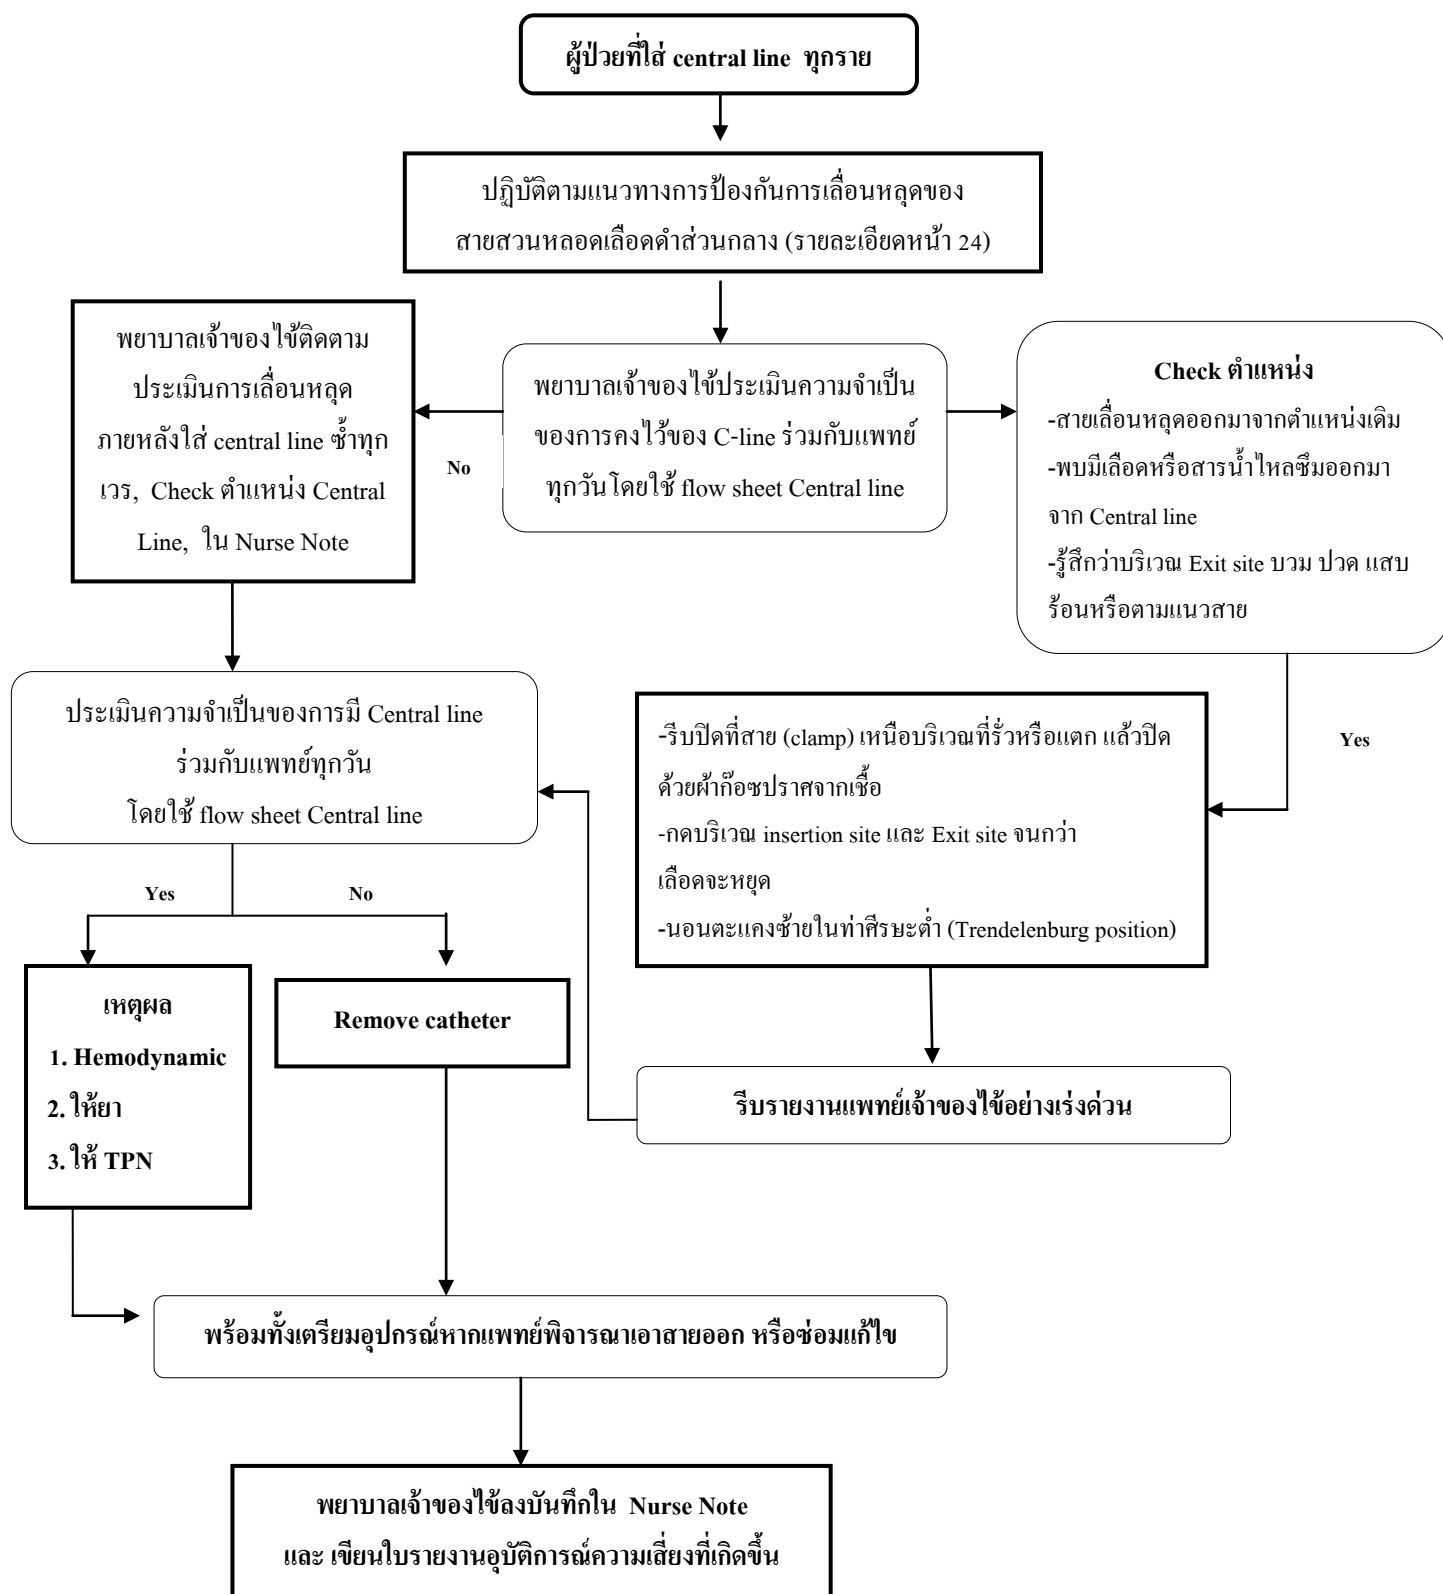 ผู้ป่วยที่ใส่ central line ทุกราย
ปฏิบัติตามแนวทางการป้องกันการเลื่อนหลุดของ
สายสวนหลอดเลือดดำส่วนกลาง (รายละเอียดหน้า 24)
พยาบาลเจ้าของไข้ติดตาม
ประเมินการเลื่อนหลุด
ภายหลังใส่ central line ซ้ำทุก
เวร, Check ตำแหน่ง Central
Line, ใน Nurse Note
No
พยาบาลเจ้าของไข้ประเมินความจำเป็น
ของการคงไว้ของ C-line ร่วมกับแพทย์
ทุกวันโดยใช้ flow sheet Central line
Check ตำแหน่ง
-สายเลื่อนหลุดออกมาจากตำแหน่งเดิม
-พบมีเลือดหรือสารน้ำไหลซึมออกมา
จาก Central line
-รู้สึกว่าบริเวณ Exit site บวม ปวด แสบ
ร้อนหรือตามแนวสาย
Yes
ประเมินความจำเป็นของการมี Central line
ร่วมกับแพทย์ทุกวัน
โดยใช้ flow sheet Central line
-รีบปิดที่สาย (clamp) เหนือบริเวณที่รั่วหรือแตก แล้วปิด
ด้วยผ้าก๊อซปราศจากเชื้อ
-กดบริเวณ insertion site และ Exit site จนกว่า
เลือดจะหยุด
-นอนตะแคงซ้ายในท่าศีรษะต่ำ (Trendelenburg position)
Yes
No
เหตุผล
1. Hemodynamic
2. ให้ยา
3. ให้ TPN
Remove catheter
รีบรายงานแพทย์เจ้าของไข้อย่างเร่งด่วน
พร้อมทั้งเตรียมอุปกรณ์หากแพทย์พิจารณาเอาสายออก หรือซ่อมแก้ไข
พยาบาลเจ้าของไข้ลงบันทึกใน Nurse Note
และ เขียนใบรายงานอุบัติการณ์ความเสี่ยงที่เกิดขึ้น